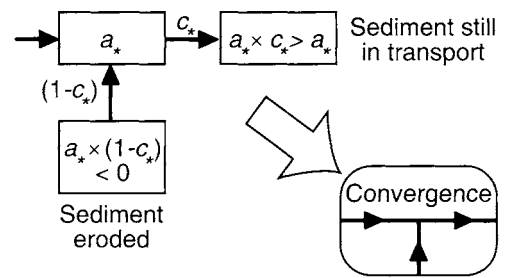 a* 
c*
a* × c* > a*
Sediment still
in transport
(1-c*)
a* × (1-c*)
< 0
Sediment
eroded
Convergence